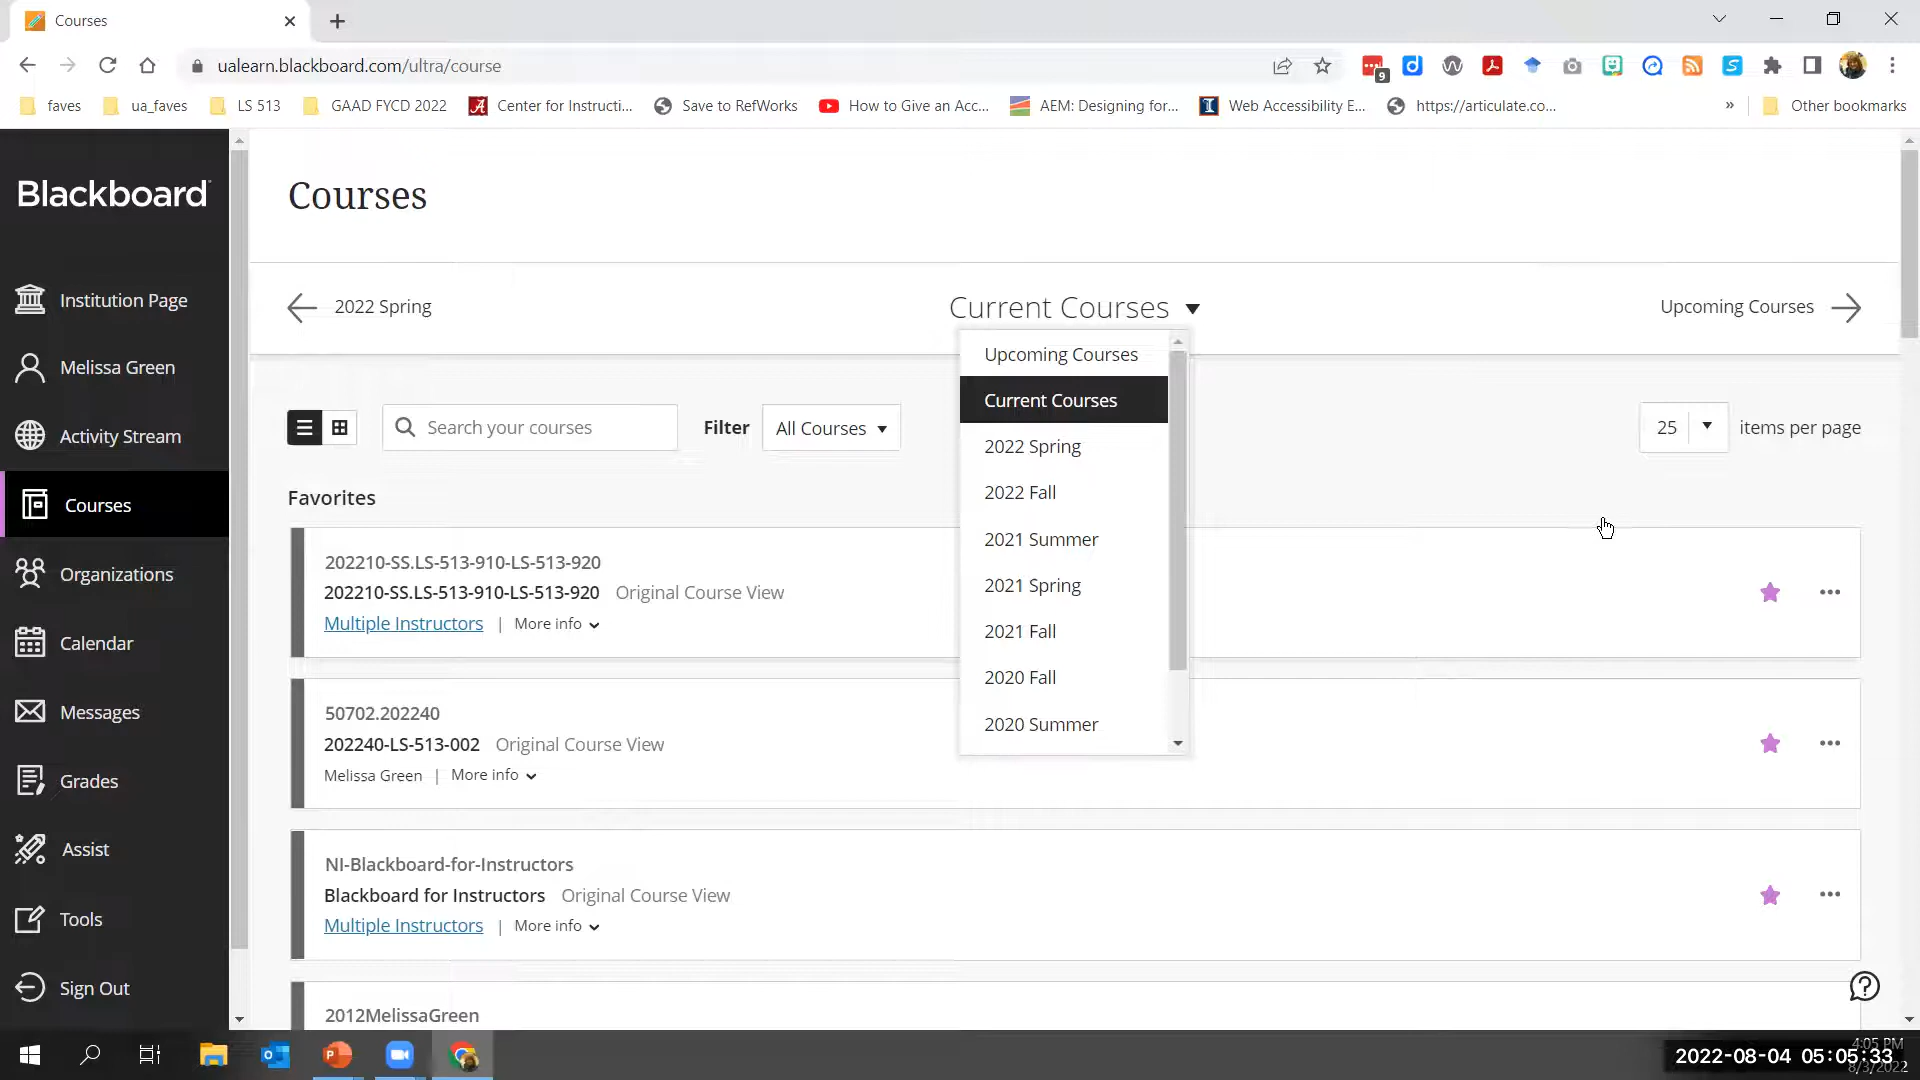 Courses
ualearn.blackboard.com/ultra/course
9
faves
ua_faves
LS 513
GAAD FYCD 2022
Center for Instructi...
Save to RefWorks
How to Give an Acc...
AEM: Designing for...
Web Accessibility E...
https://articulate.co...
»
Other bookmarks
Blackboard
Institution Page
Melissa Green
Activity Stream
Courses
Organizations
Calendar
Messages
Grades
Assist
Tools
Sign Out
Courses
2022 Spring
Current Courses
Upcoming Courses
Upcoming Courses
Current Courses
2022 Spring
2022 Fall
2021 Summer
2021 Spring
2021 Fall
2020 Fall
2020 Summer
Search your courses
Filter
All Courses
25
items per page
Favorites
202210-SS.LS-513-910-LS-513-920
202210-SS.LS-513-910-LS-513-920 Original Course View
Multiple Instructors | More info
50702.202240
202240-LS-513-002 Original Course View
Melissa Green | More info
NI-Blackboard-for-Instructors
Blackboard for Instructors Original Course View
Multiple Instructors | More info
2012MelissaGreen
4:05 PM
2022-08-04 05:05:33
8/3/2022